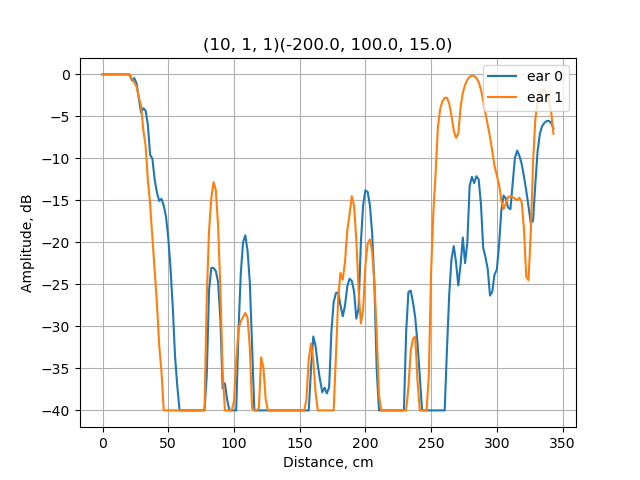 (10, 1, 1)(-200.0, 100.0, 15.0)
ear 0
ear 1
0
−5
−10
−15
−20
−25
−30
−35
−40
Amplitude, dB
0 50 100 150 200 250 300 350
Distance, cm